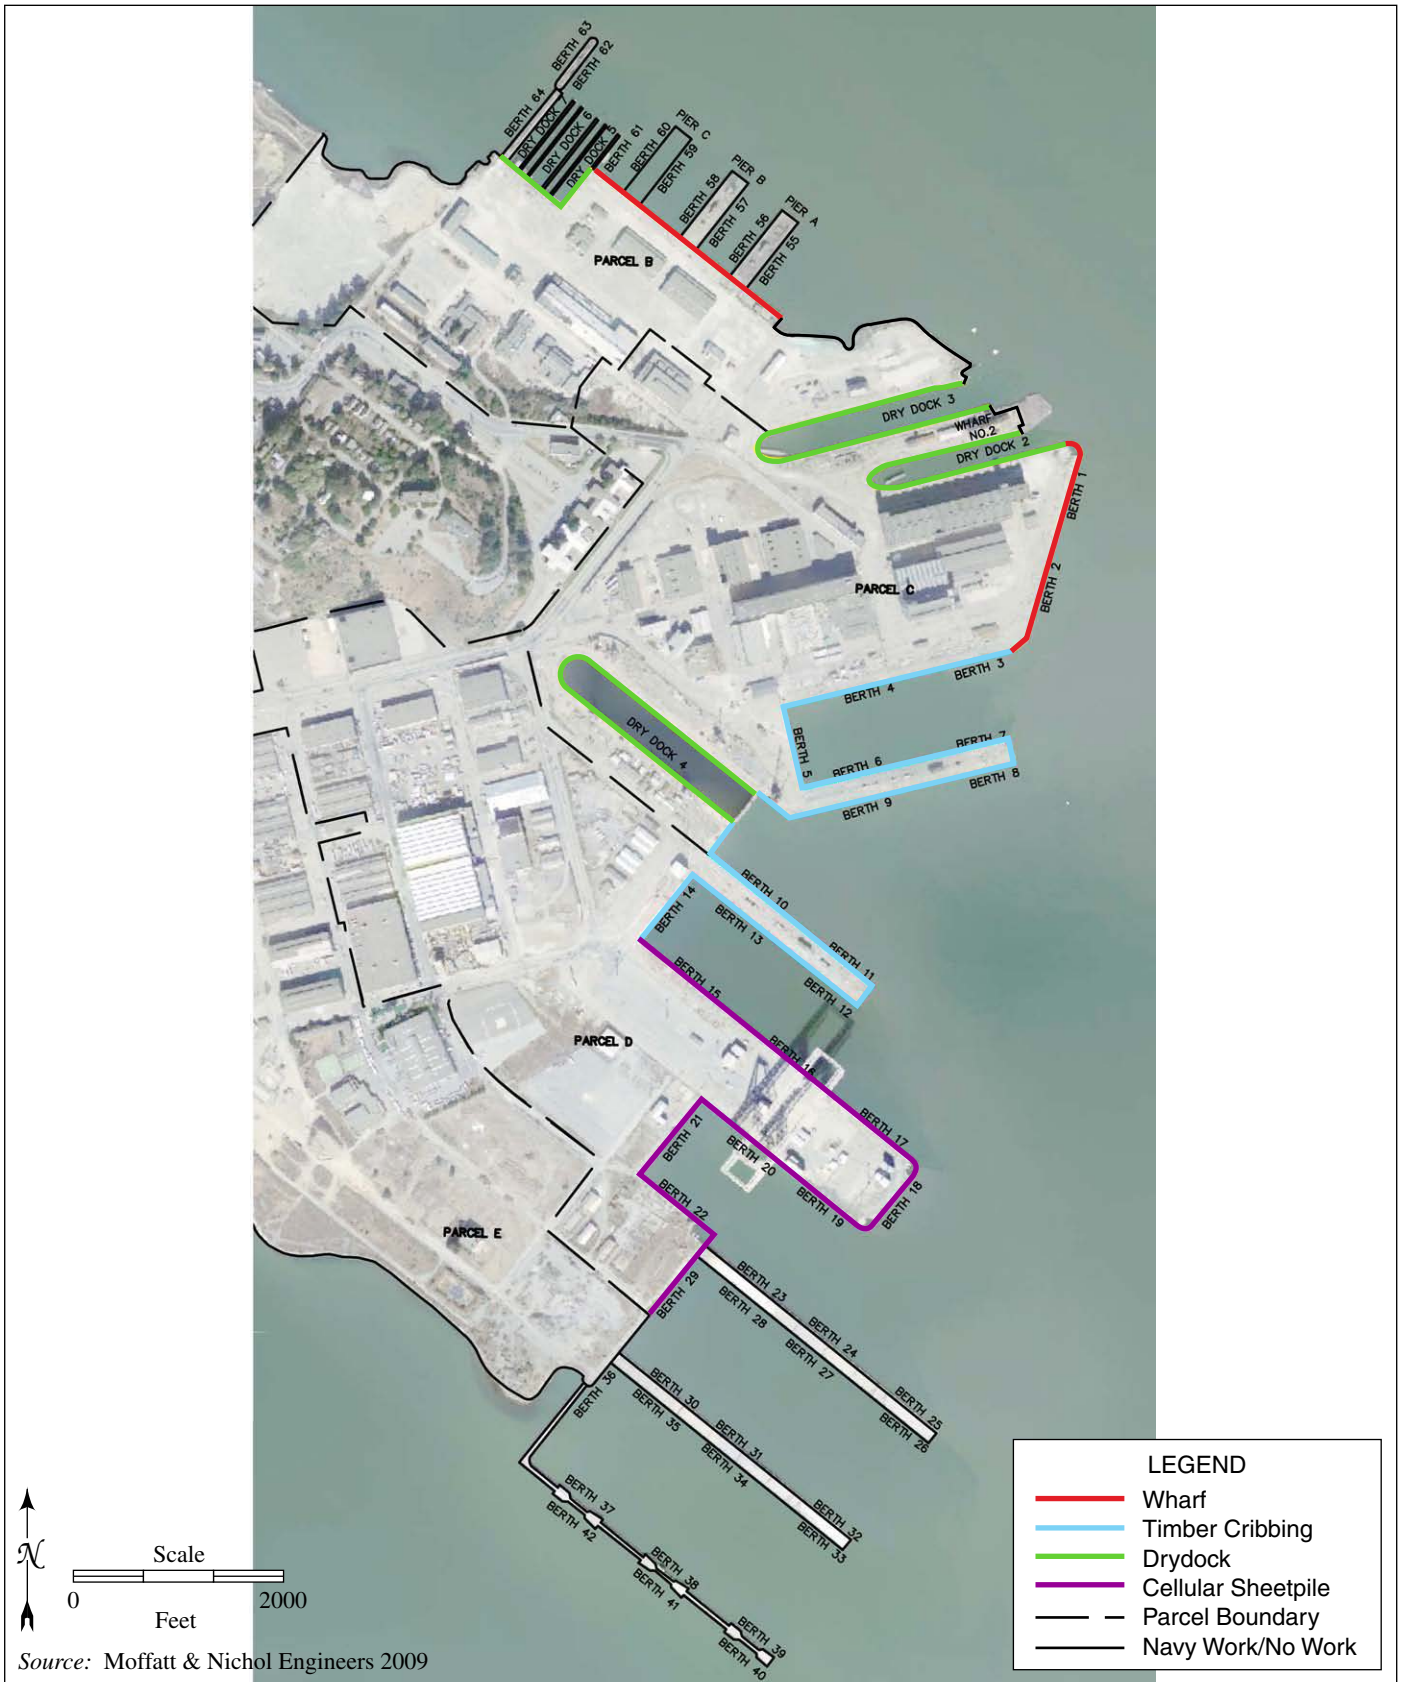 BERTH 63
BERTH 62
BERTH 64
DRY DOCK 7
DRY DOCK 6
DRY DOCK 5
BERTH 61
BERTH 60
PIER C
BERTH 59
BERTH 58
PIER B
BERTH 57
BERTH 56
PIER A
BERTH 55
PARCEL B
DRY DOCK 3
WHARF
NO.2
DRY DOCK 2
BERTH 1
BERTH 2
PARCEL C
BERTH 3
BERTH 4
BERTH 5
BERTH 6
BERTH 7
BERTH 8
BERTH 9
DRY DOCK 4
BERTH 10
BERTH 11
BERTH 12
BERTH 13
BERTH 14
BERTH 15
BERTH 16
BERTH 17
BERTH 18
BERTH 19
BERTH 20
BERTH 21
PARCEL D
BERTH 22
PARCEL E
BERTH 29
BERTH 23
BERTH 28
BERTH 24
BERTH 27
BERTH 25
BERTH 26
BERTH 36
BERTH 30
BERTH 35
BERTH 31
BERTH 34
BERTH 32
BERTH 33
BERTH 37
BERTH 42
BERTH 38
BERTH 41
BERTH 39
BERTH 40
LEGEND
Wharf
Timber Cribbing
Drydock
Cellular Sheetpile
Parcel Boundary
Navy Work/No Work
N
Scale
0 2000
Feet
Source: Moffatt & Nichol Engineers 2009